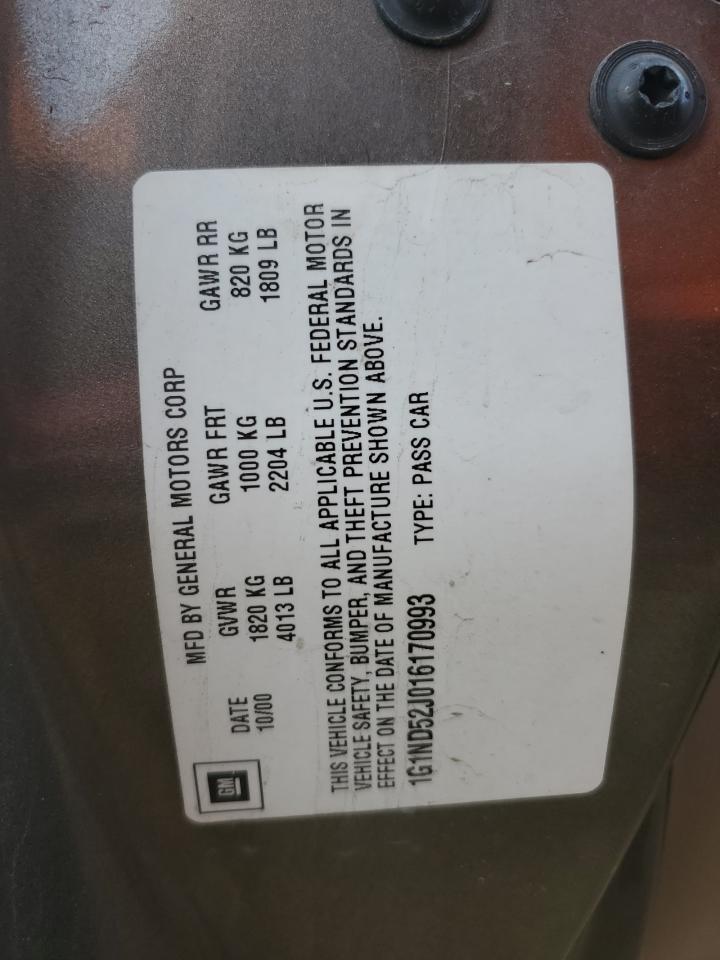 GM
MFD BY GENERAL MOTORS CORP
DATE GVWR GAWR FRT GAWR RR
10/00 1820 KG 1000 KG 820 KG
4013 LB 2204 LB 1809 LB
THIS VEHICLE CONFORMS TO ALL APPLICABLE U.S. FEDERAL MOTOR
VEHICLE SAFETY, BUMPER, AND THEFT PREVENTION STANDARDS IN
EFFECT ON THE DATE OF MANUFACTURE SHOWN ABOVE.
1G1ND52J016170993 TYPE: PASS CAR